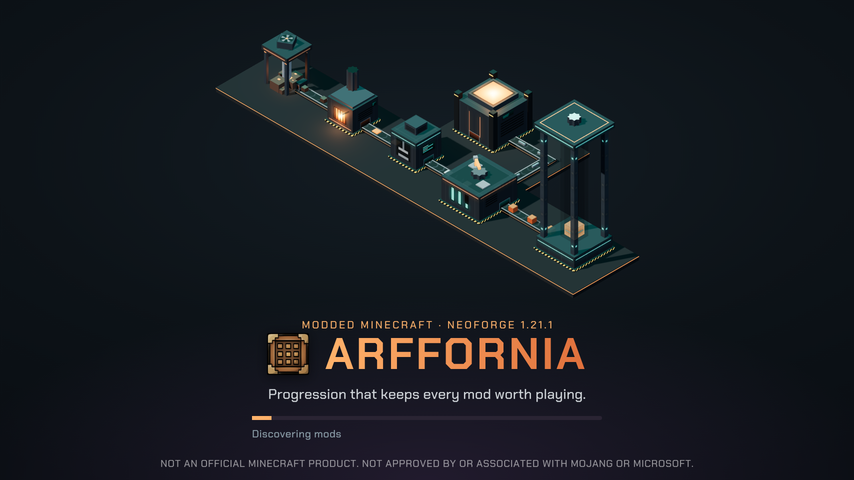 MODDED MINECRAFT · NEOFORGE 1.21.1
ARFFORNIA
Progression that keeps every mod worth playing.
Discovering mods
NOT AN OFFICIAL MINECRAFT PRODUCT. NOT APPROVED BY OR ASSOCIATED WITH MOJANG OR MICROSOFT.